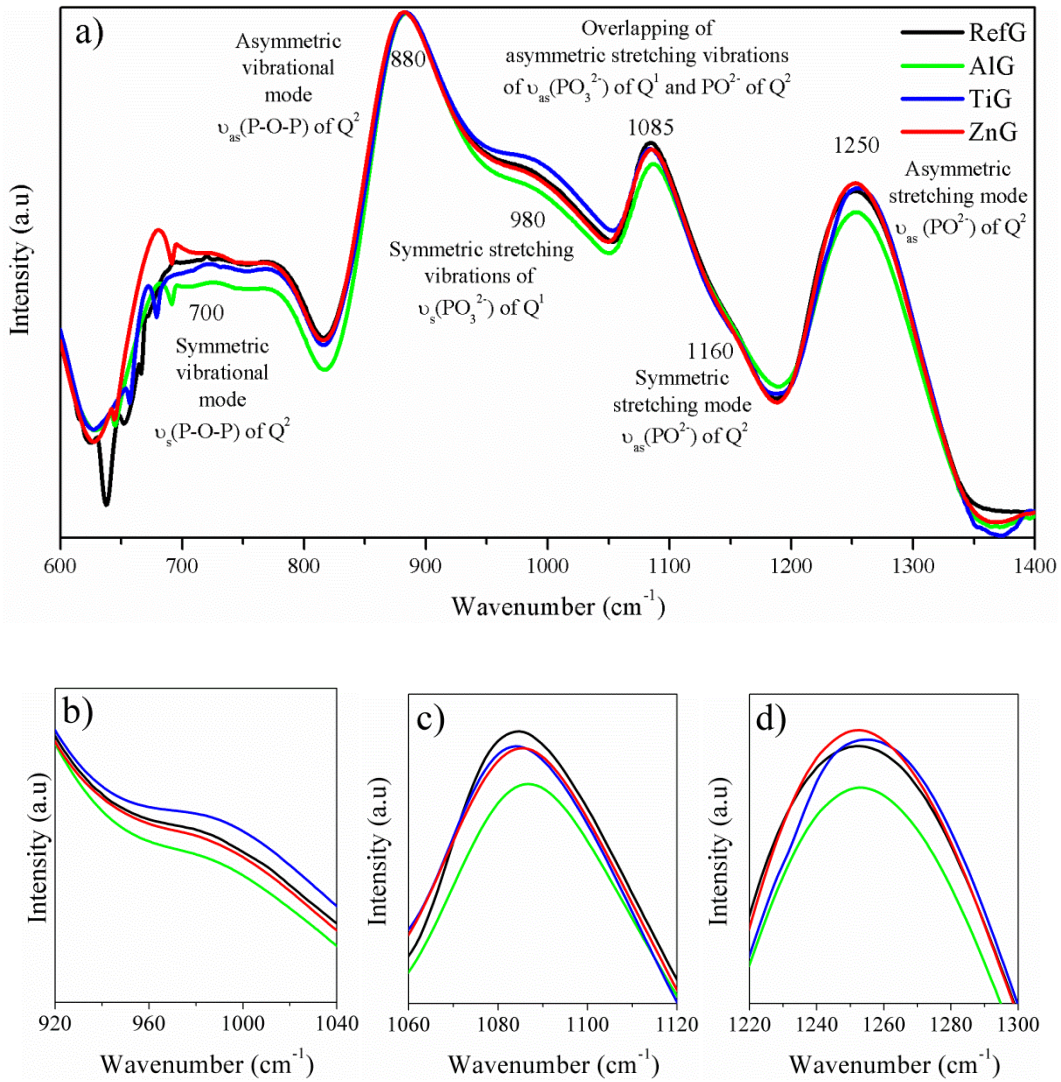 a)
Asymmetric
vibrational
mode
υas(P-O-P) of Q²
880
Overlapping of
asymmetric stretching vibrations
of υas(PO₃²⁻) of Q¹ and PO²⁻ of Q²
1085
RefG
AlG
TiG
ZnG
1250
Asymmetric
stretching mode
υas (PO²⁻) of Q²
980
Symmetric stretching
vibrations of
υs(PO₃²⁻) of Q¹
700
Symmetric
vibrational
mode
υs(P-O-P) of Q²
1160
Symmetric
stretching mode
υas(PO²⁻) of Q²
Intensity (a.u)
600 700 800 900 1000 1100 1200 1300 1400
Wavenumber (cm⁻¹)
b)
Intensity (a.u)
920 960 1000 1040
Wavenumber (cm⁻¹)
c)
Intensity (a.u)
1060 1080 1100 1120
Wavenumber (cm⁻¹)
d)
Intensity (a.u)
1220 1240 1260 1280 1300
Wavenumber (cm⁻¹)